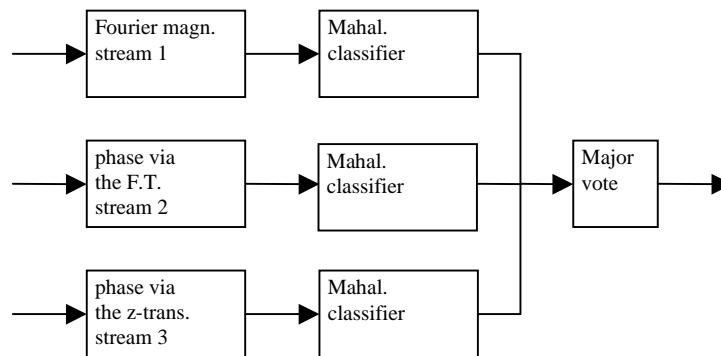 Fourier magn.
stream 1
Mahal.
classifier
phase via
the F.T.
stream 2
Mahal.
classifier
Major
vote
phase via
the z-trans.
stream 3
Mahal.
classifier